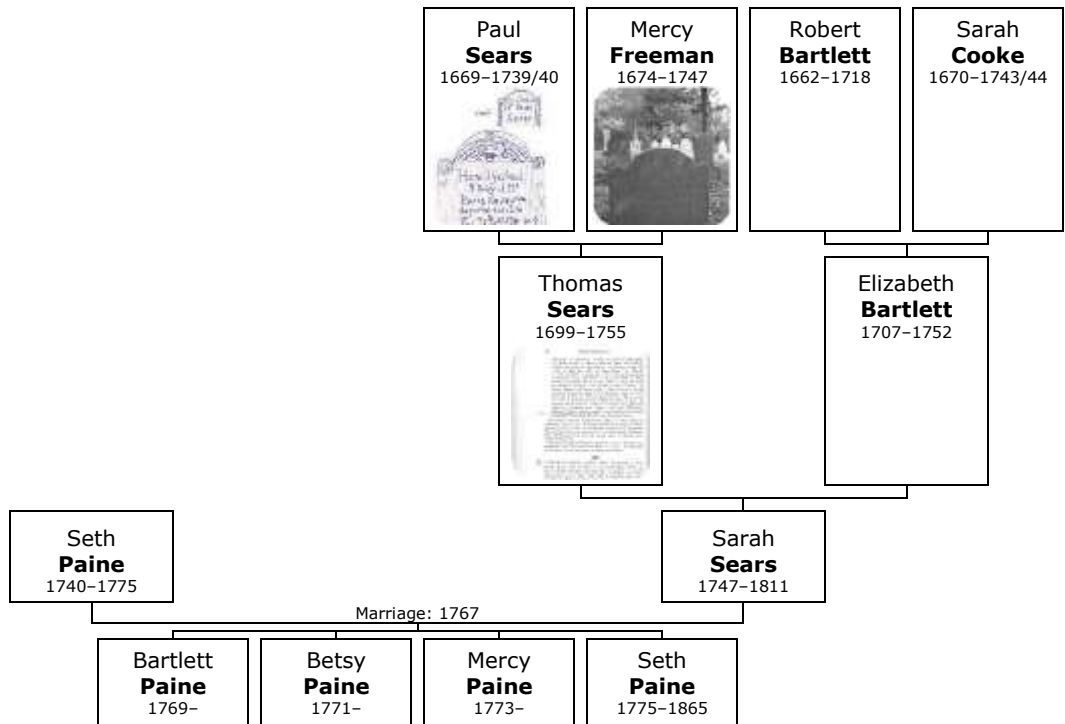 Paul
Sears
1669–1739/40
Mercy
Freeman
1674–1747
Robert
Bartlett
1662–1718
Sarah
Cooke
1670–1743/44
Thomas
Sears
1699–1755
Elizabeth
Bartlett
1707–1752
Seth
Paine
1740–1775
Sarah
Sears
1747–1811
Marriage: 1767
Bartlett
Paine
1769–
Betsy
Paine
1771–
Mercy
Paine
1773–
Seth
Paine
1775–1865